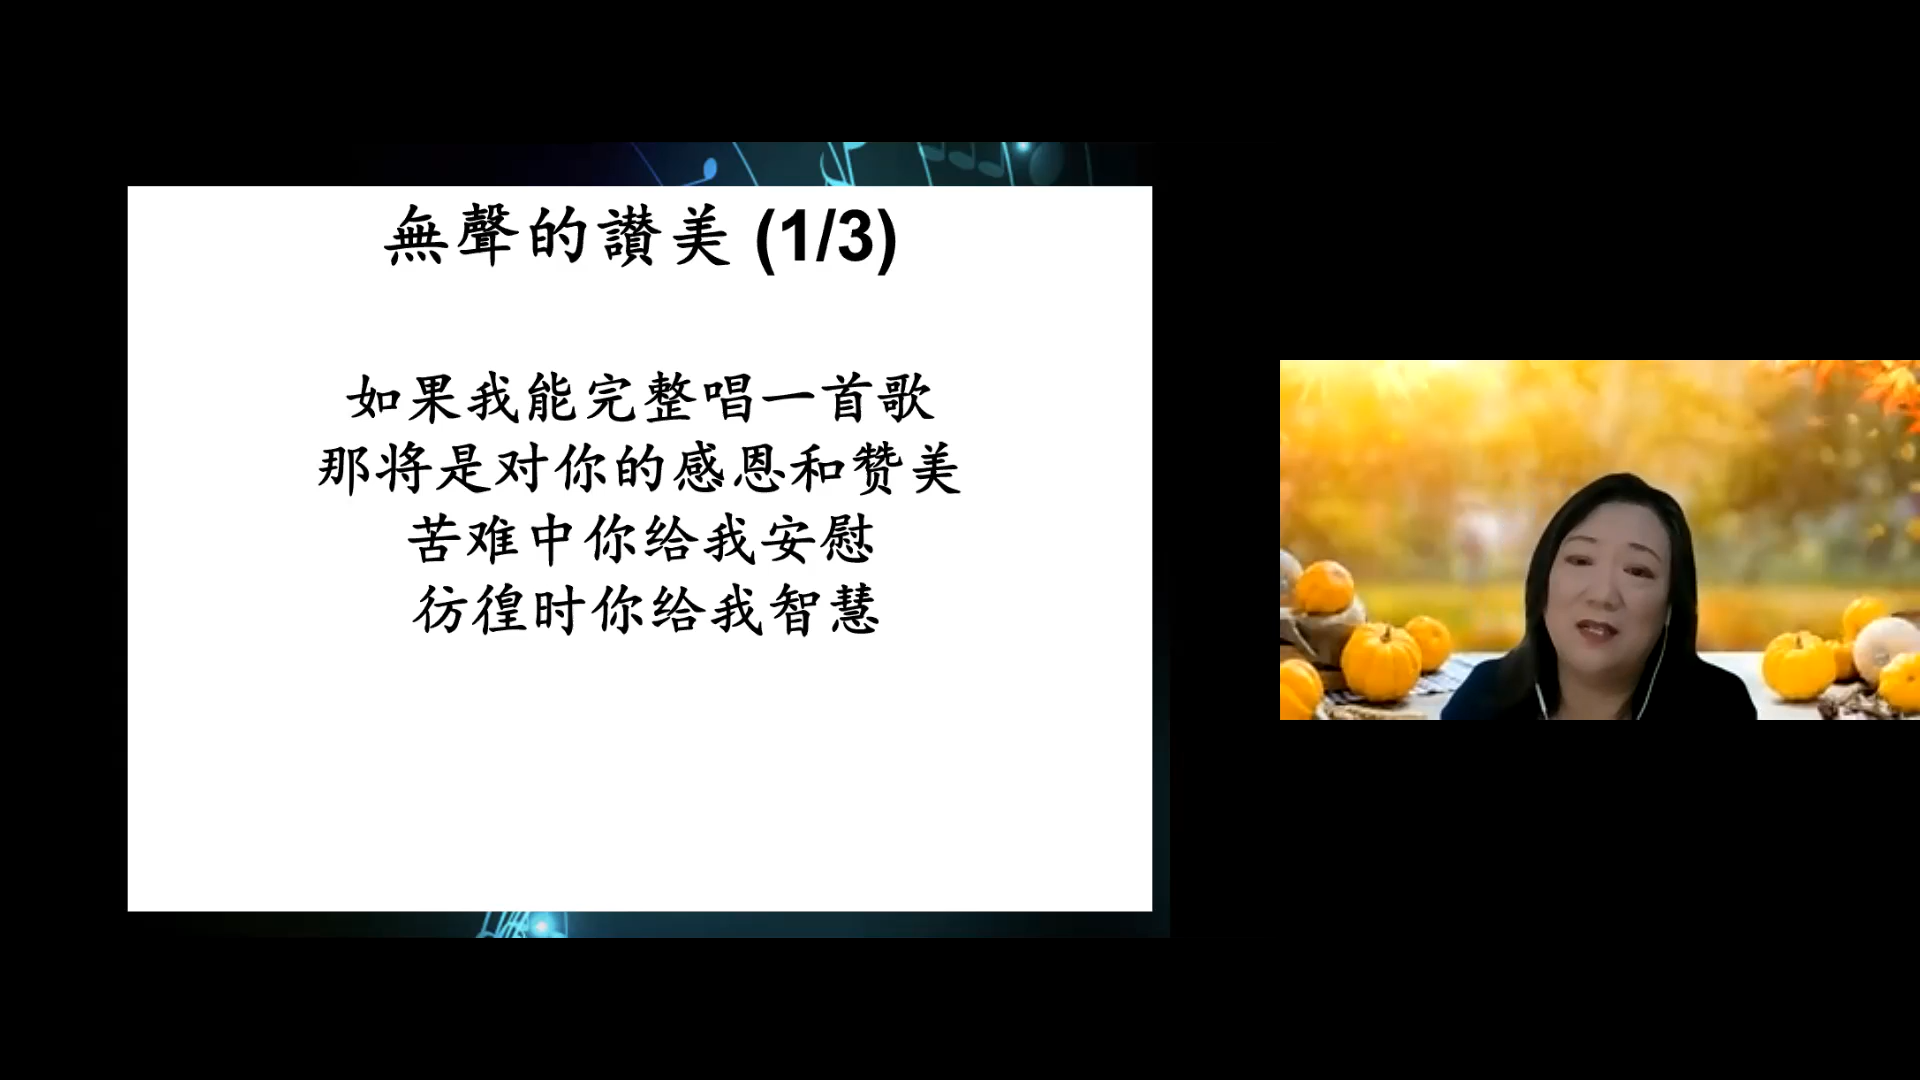 無聲的讚美 (1/3)
如果我能完整唱一首歌
那将是对你的感恩和赞美
苦难中你给我安慰
彷徨时你给我智慧